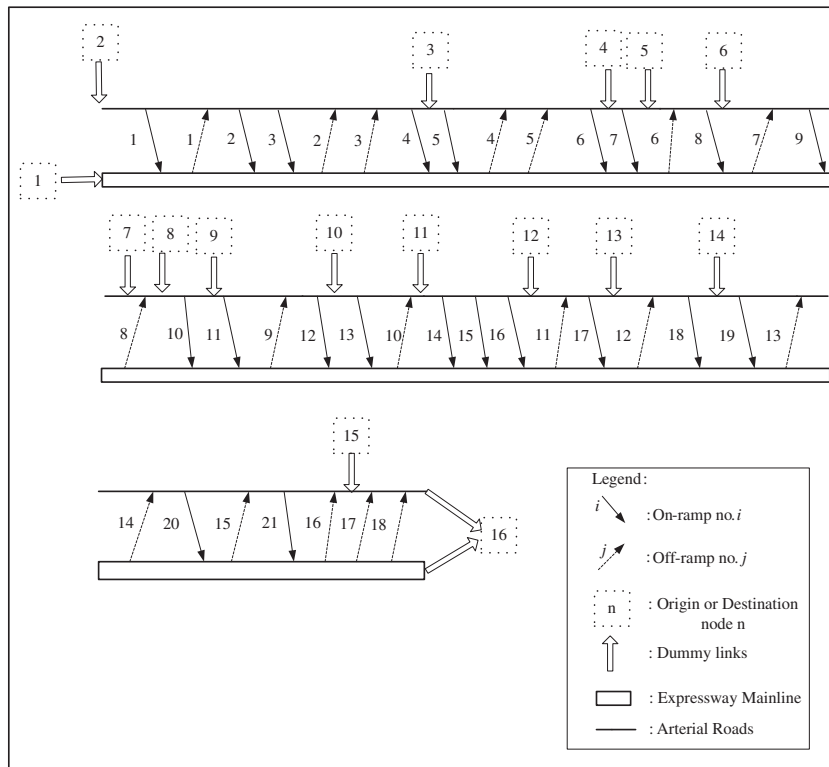 2 3 4 5 6
1 1 2 3 2 3 4 5 4 5 6 7 6 8 7 9
1
7 8 9 10 11 12 13 14
8 10 11 9 12 13 10 14 15 16 11 17 12 18 19 13
15
14 20 15 21 16 17 18
16
Legend:
i : On-ramp no. i
j : Off-ramp no. j
n : Origin or Destination
node n
: Dummy links
: Expressway Mainline
: Arterial Roads